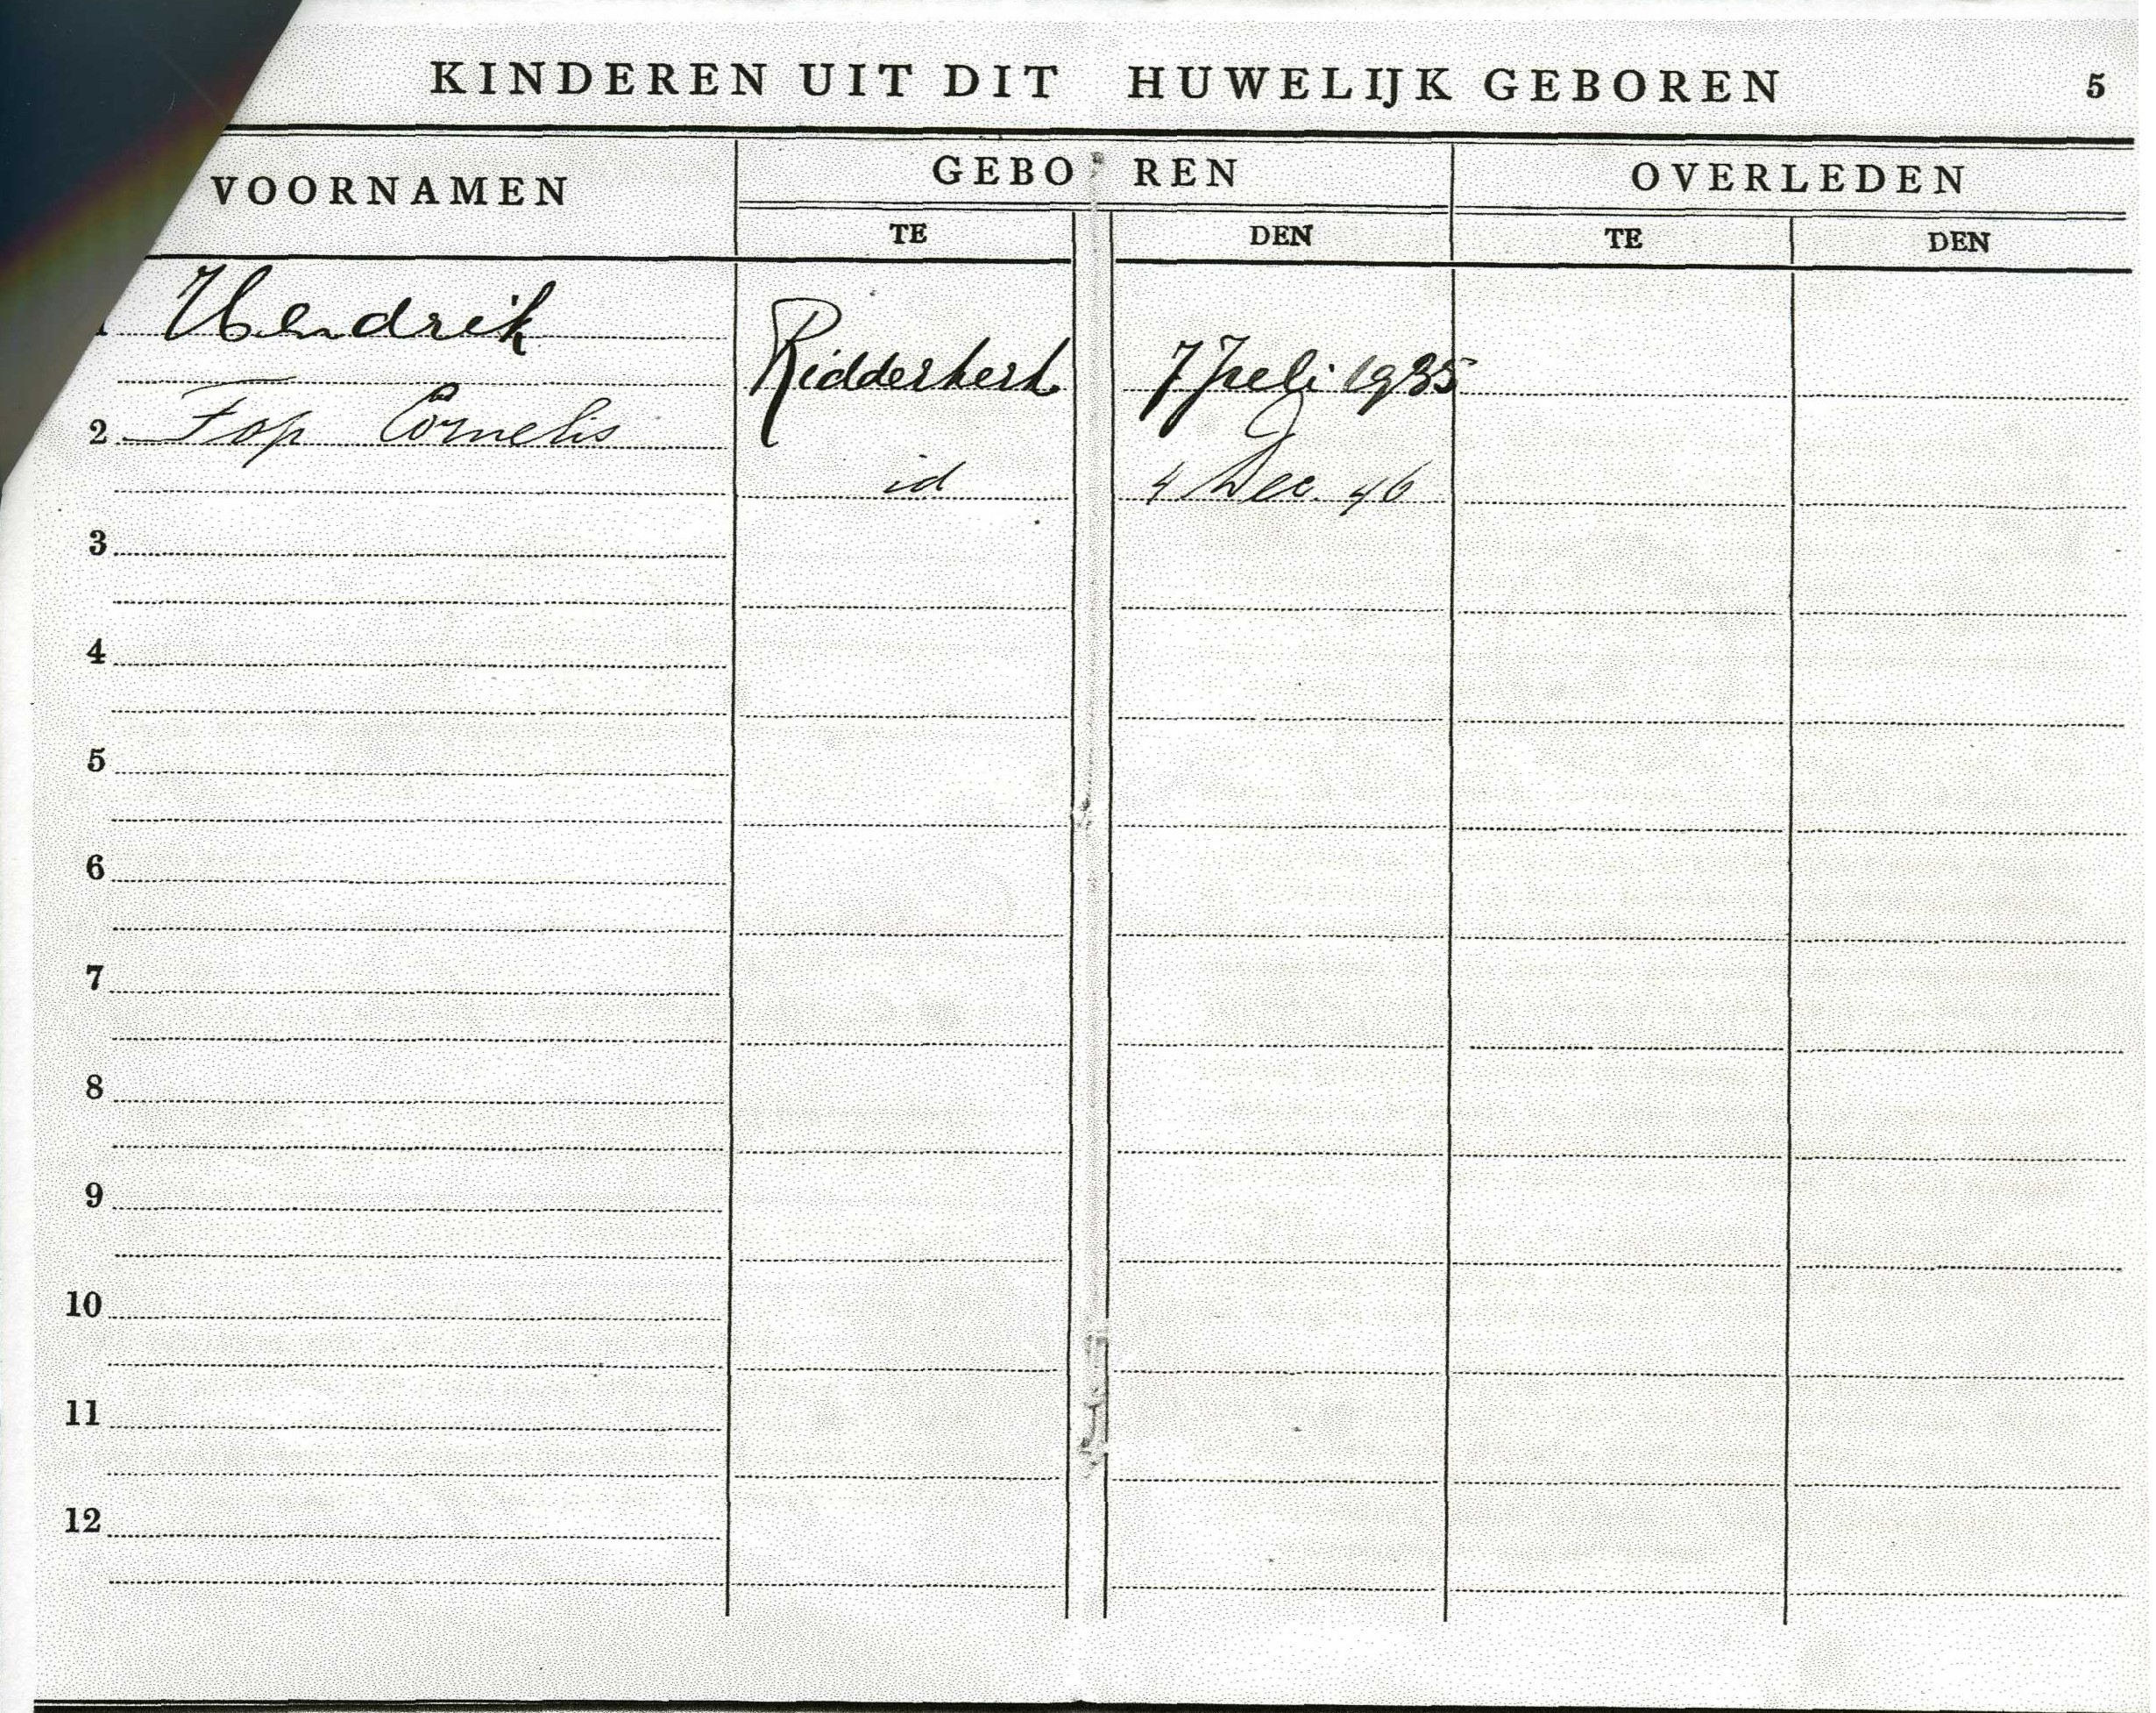 KINDEREN UIT DIT HUWELIJK GEBOREN 5
VOORNAMEN GEBOREN OVERLEDEN
TE DEN TE DEN
1 Hendrik
Ridderkerk 7 Juli 1935
2 Fop Cornelis
id 4 Dec. 46
3
4
5
6
7
8
9
10
11
12